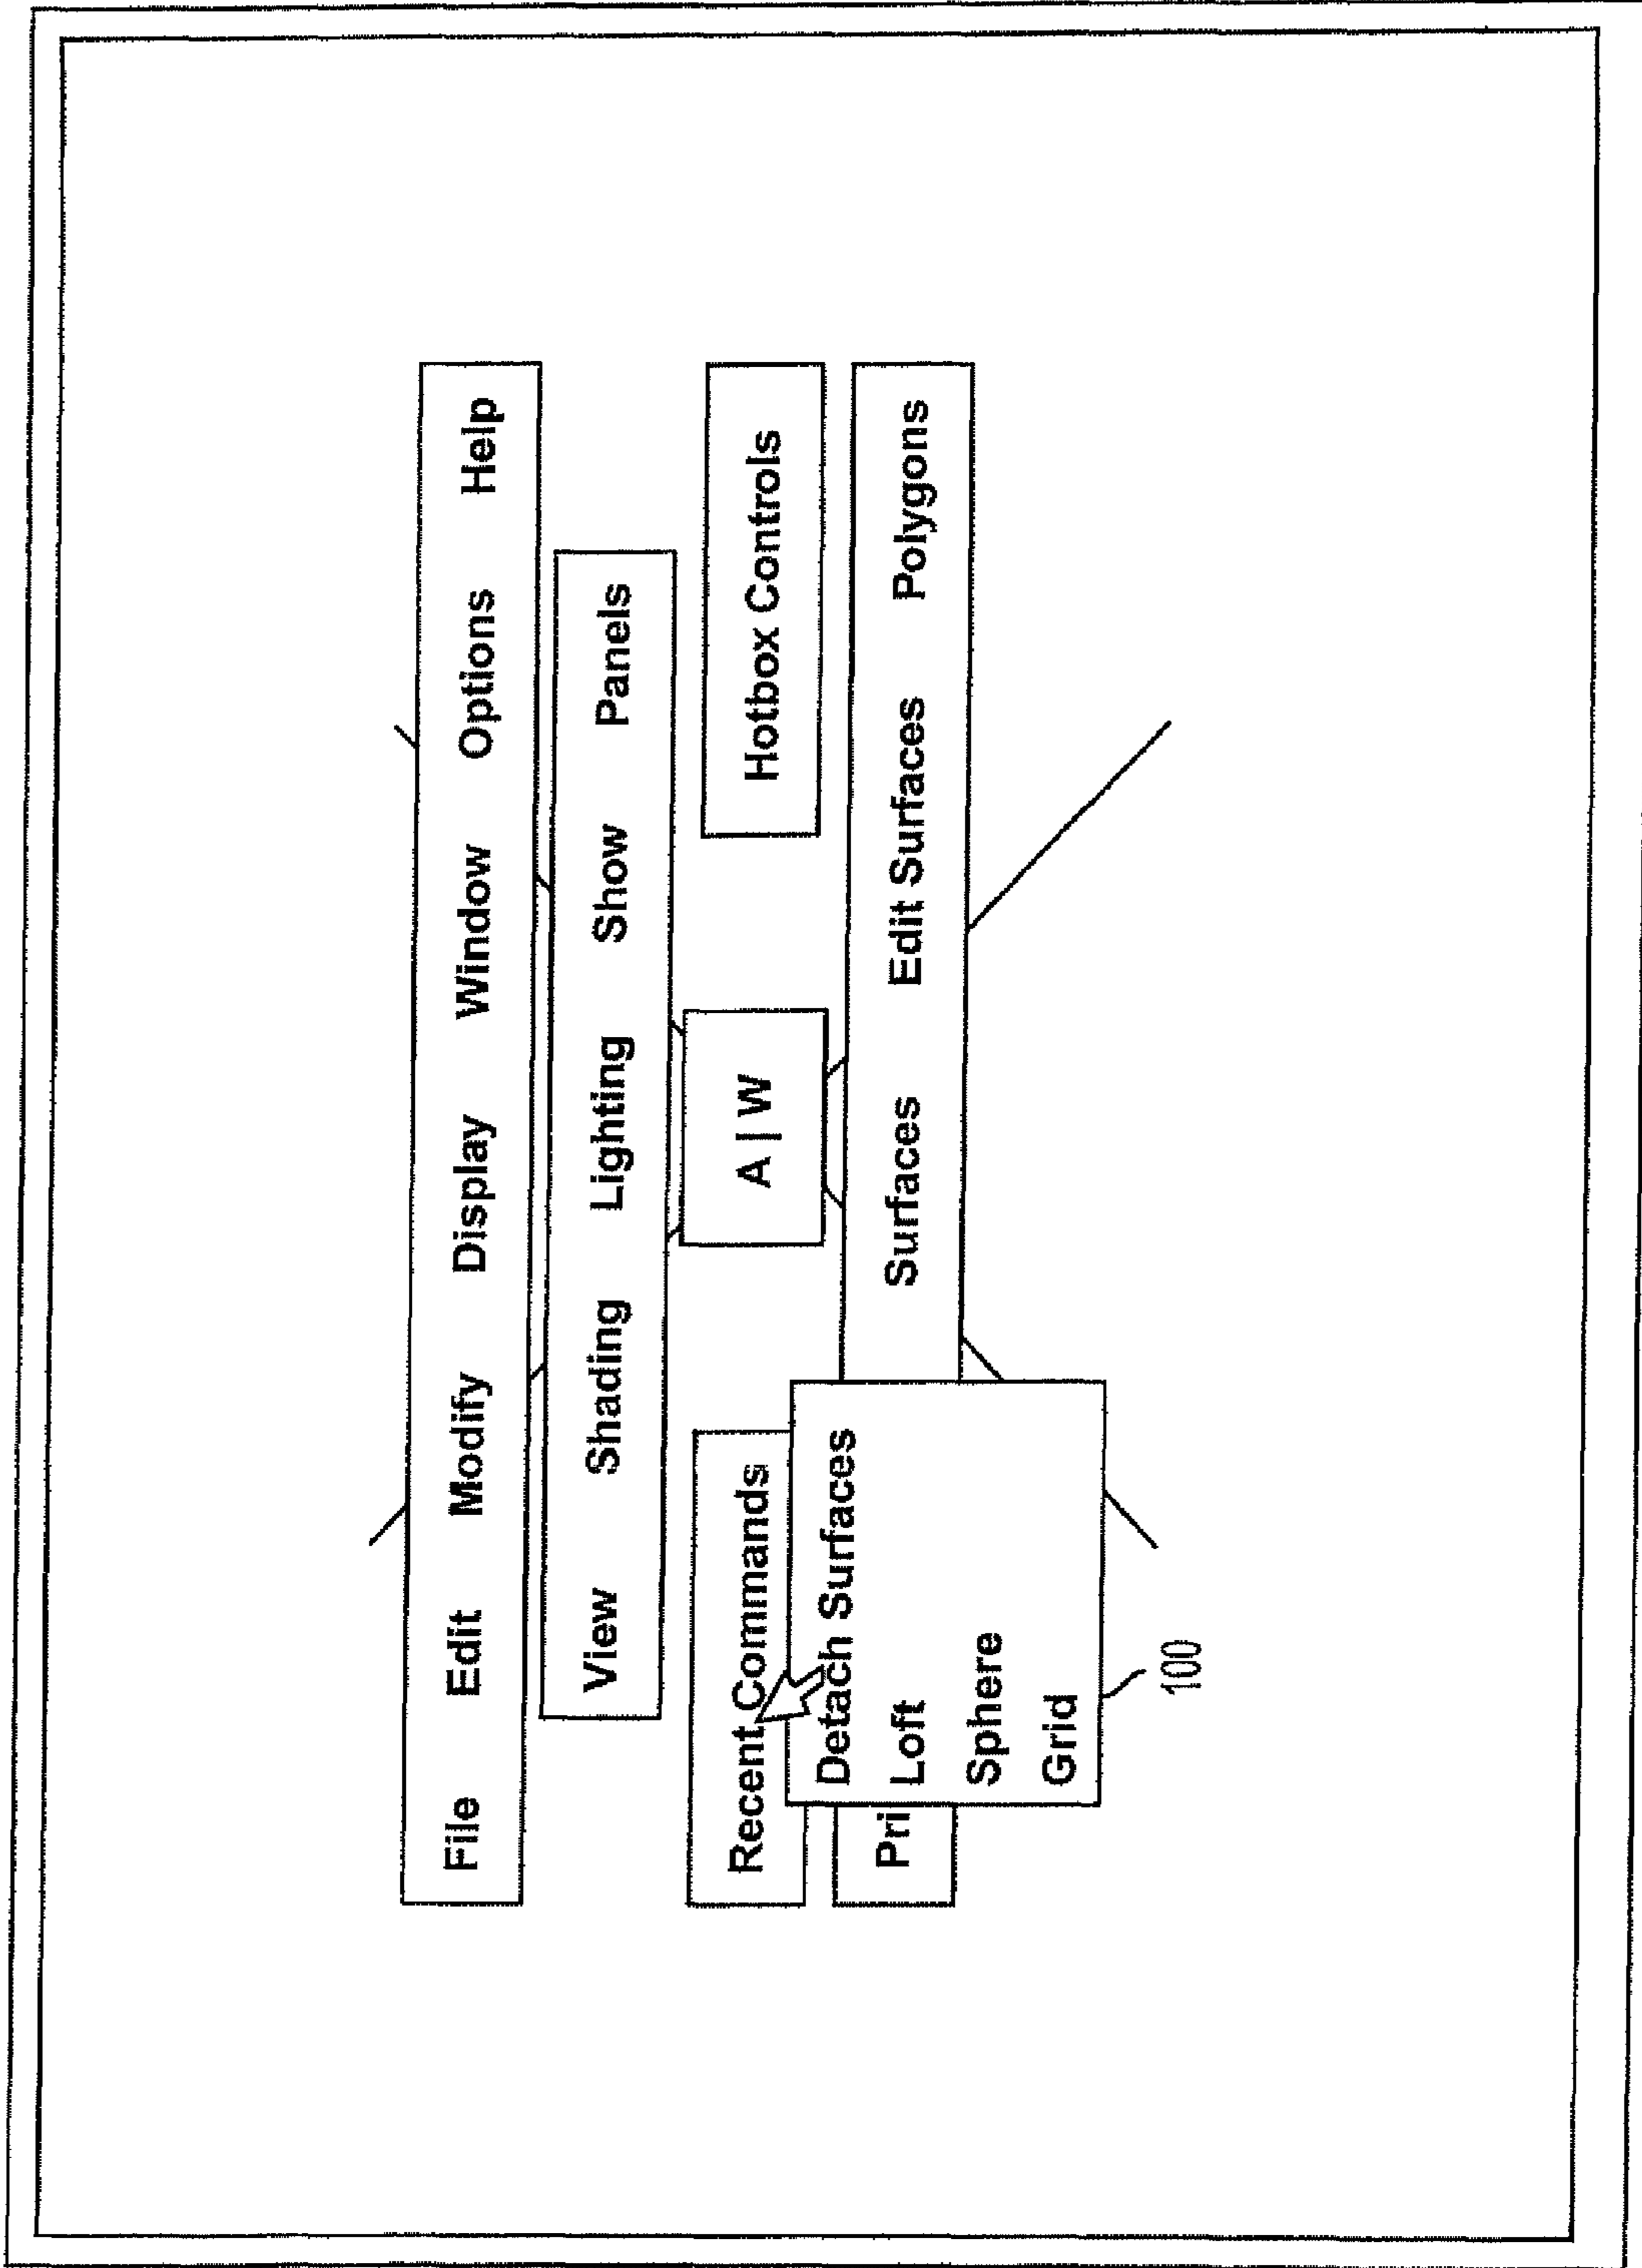 File Edit Modify Display Window Options Help
View Shading Lighting Show Panels
Recent Commands A | W Hotbox Controls
Pri Surfaces Edit Surfaces Polygons
Detach Surfaces
Loft
Sphere
Grid
100